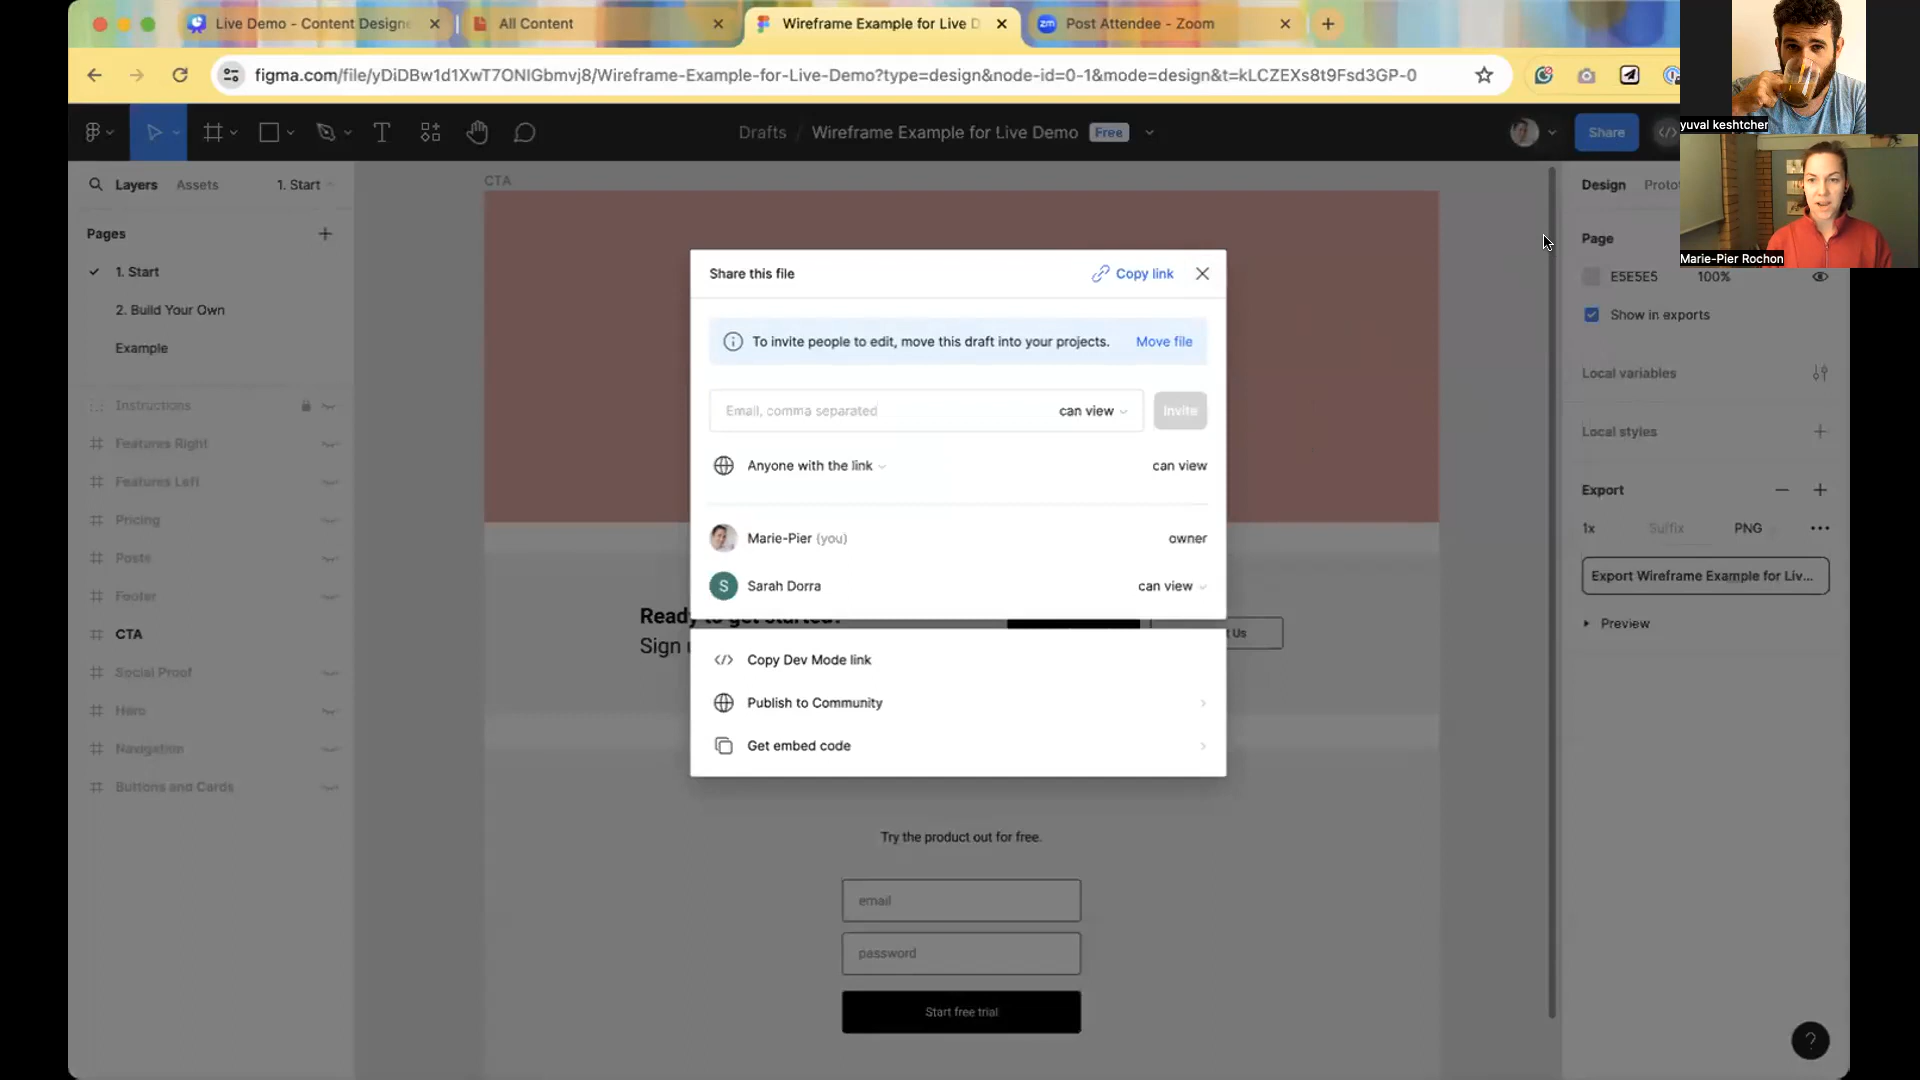 Live Demo - Content Designe
All Content
Wireframe Example for Live D
Post Attendee - Zoom
figma.com/file/yDiDBw1d1XwT7ONIGbmvj8/Wireframe-Example-for-Live-Demo?type=design&node-id=0-1&mode=design&t=kLCZEXs8t9Fsd3GP-0
yuval keshtcher
Drafts / Wireframe Example for Live Demo Free
Share
Layers
Assets
1. Start
CTA
Design
Proto
Pages
Page
Marie-Pier Rochon
1. Start
E5E5E5
100%
2. Build Your Own
Show in exports
Example
Share this file
Copy link
To invite people to edit, move this draft into your projects.
Move file
Local variables
Instructions
Email, comma separated
can view
Invite
Local styles
Features Right
Anyone with the link
can view
Features Left
Export
Pricing
1x
Suffix
PNG
Marie-Pier (you)
owner
Posts
Export Wireframe Example for Liv...
S
Sarah Dorra
can view
Footer
Ready to get started?
Preview
CTA
Sign u
t Us
Copy Dev Mode link
Social Proof
Publish to Community
Hero
Get embed code
Navigation
Buttons and Cards
Try the product out for free.
email
password
Start free trial
?